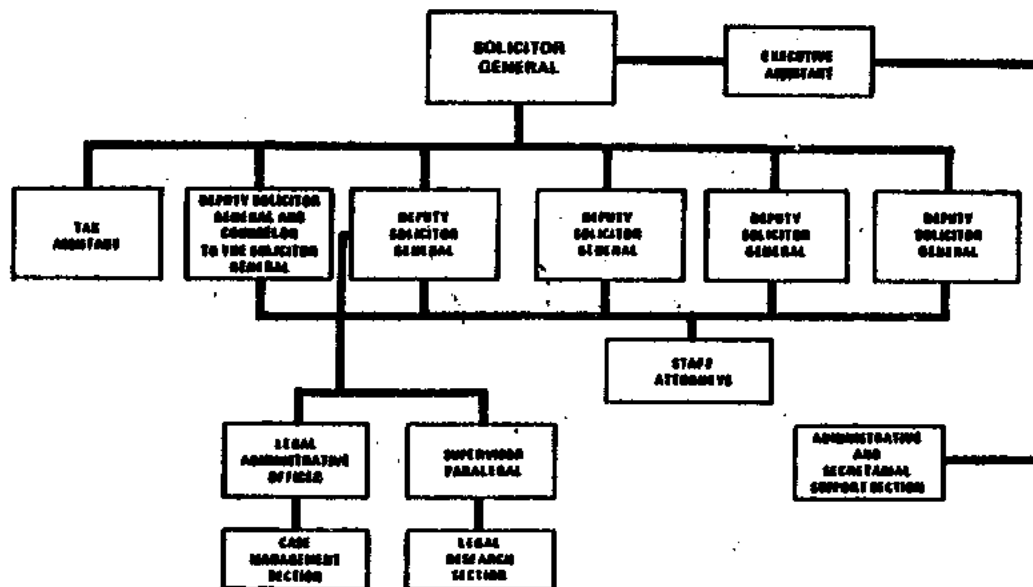 SOLICITOR
GENERAL
EXECUTIVE
ASSISTANT
TAX
ASSISTANT
DEPUTY SOLICITOR
GENERAL AND
COUNSELOR
TO THE SOLICITOR
GENERAL
DEPUTY
SOLICITOR
GENERAL
DEPUTY
SOLICITOR
GENERAL
DEPUTY
SOLICITOR
GENERAL
DEPUTY
SOLICITOR
GENERAL
STAFF
ATTORNEYS
LEGAL
ADMINISTRATIVE
OFFICER
SUPERVISOR
PARALEGAL
ADMINISTRATIVE
AND
SECRETARIAL
SUPPORT SECTION
CASE
MANAGEMENT
SECTION
LEGAL
RESEARCH
SECTION